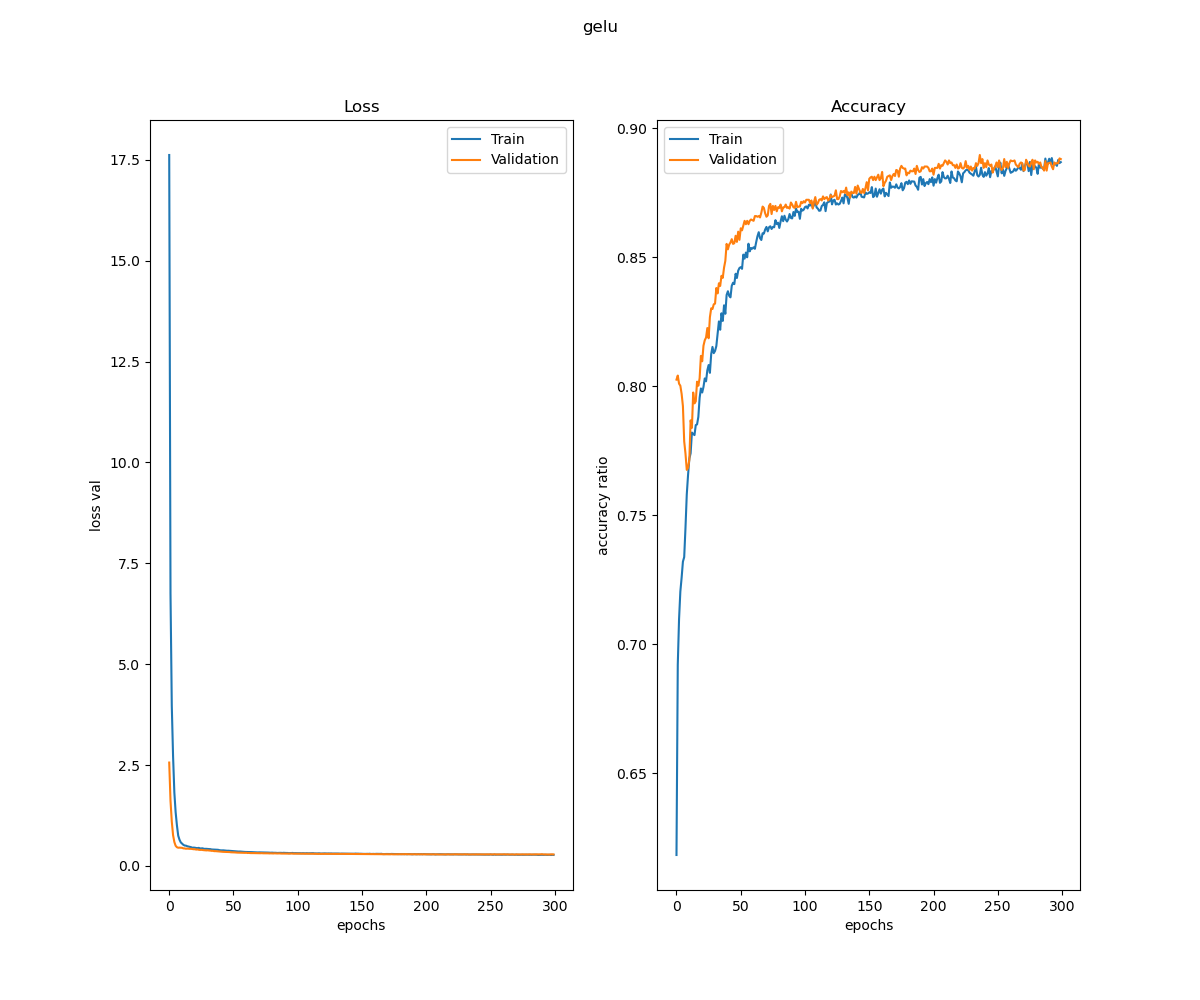 gelu
Loss
Train
Validation
17.5
15.0
12.5
10.0
7.5
5.0
2.5
0.0
loss val
0 50 100 150 200 250 300
epochs
Accuracy
Train
Validation
0.90
0.85
0.80
0.75
0.70
0.65
accuracy ratio
0 50 100 150 200 250 300
epochs